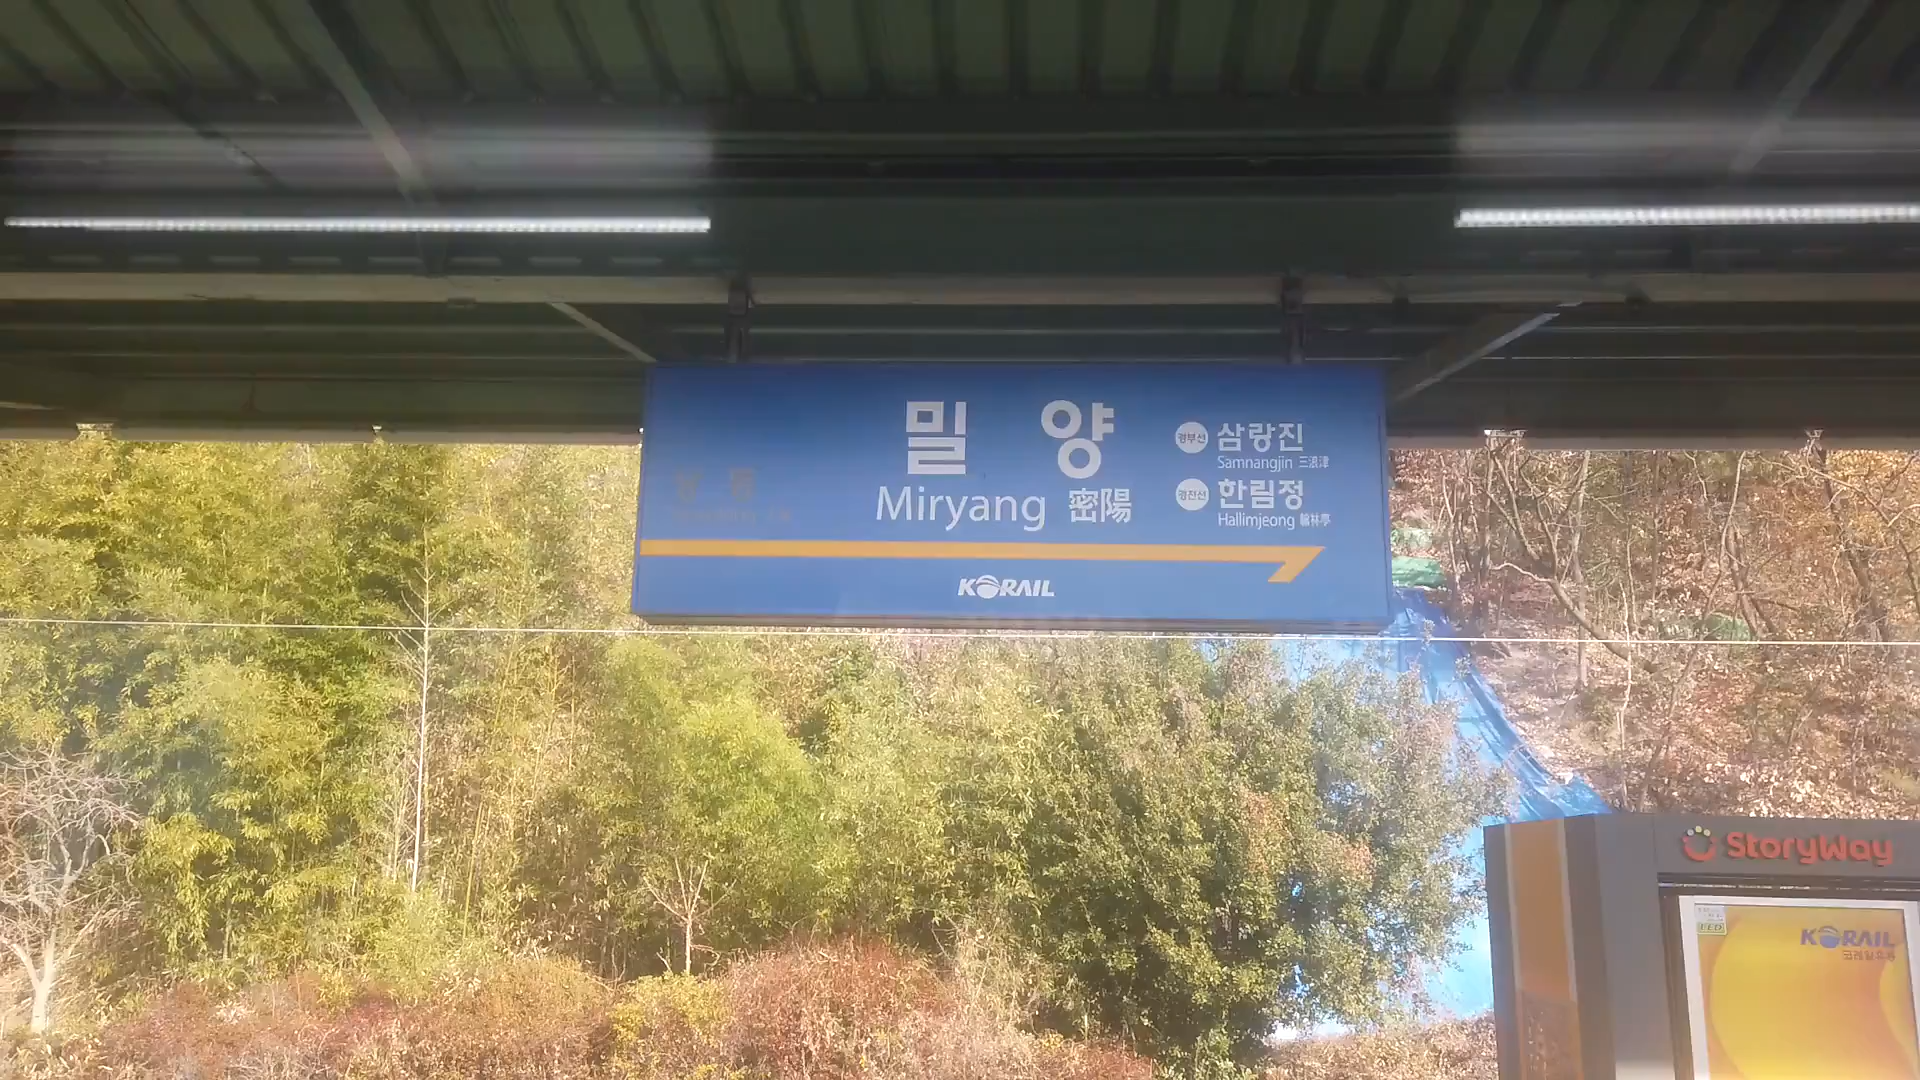 밀양
Miryang 密陽
경부선 삼랑진
Samnangjin 三浪津
경전선 한림정
Hallimjeong 翰林亭
KORAIL
StoryWay
LED
KORAIL